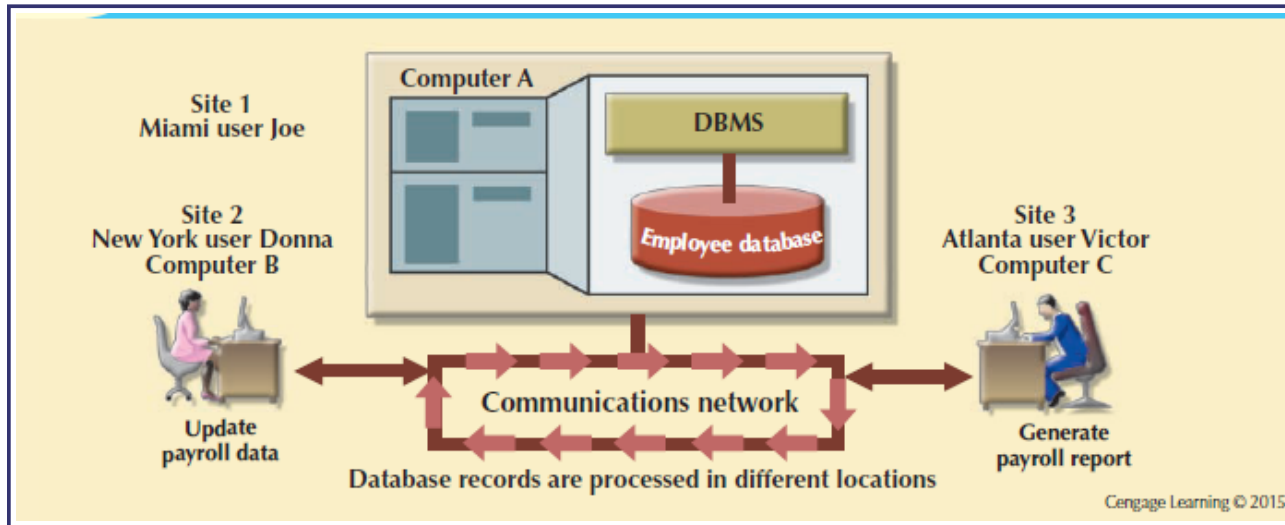 Computer A
Site 1
Miami user Joe
DBMS
Employee database
Site 2
New York user Donna
Computer B
Site 3
Atlanta user Victor
Computer C
Communications network
Update
payroll data
Generate
payroll report
Database records are processed in different locations
Cengage Learning © 2015